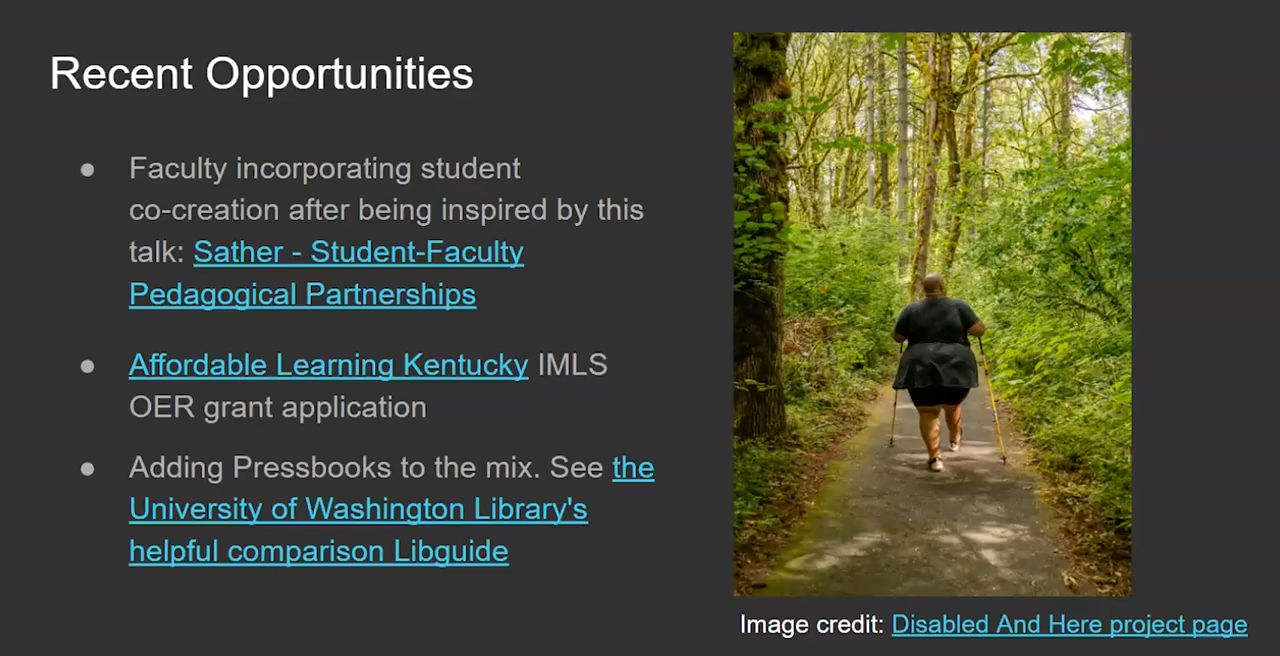 Recent Opportunities
● Faculty incorporating student
co-creation after being inspired by this
talk: Sather - Student-Faculty
Pedagogical Partnerships
● Affordable Learning Kentucky IMLS
OER grant application
● Adding Pressbooks to the mix. See the
University of Washington Library's
helpful comparison Libguide
Image credit: Disabled And Here project page